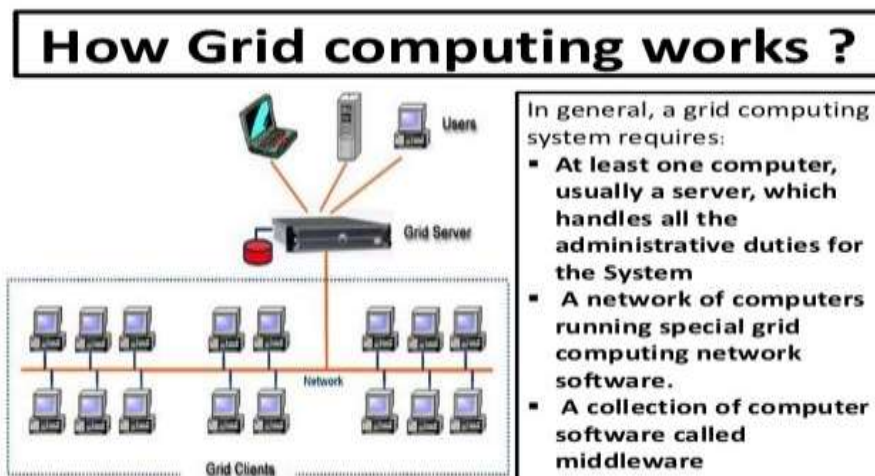 How Grid computing works ?
Users
Grid Server
Network
Grid Clients
In general, a grid computing
system requires:
▪ At least one computer,
usually a server, which
handles all the
administrative duties for
the System
▪ A network of computers
running special grid
computing network
software.
▪ A collection of computer
software called
middleware